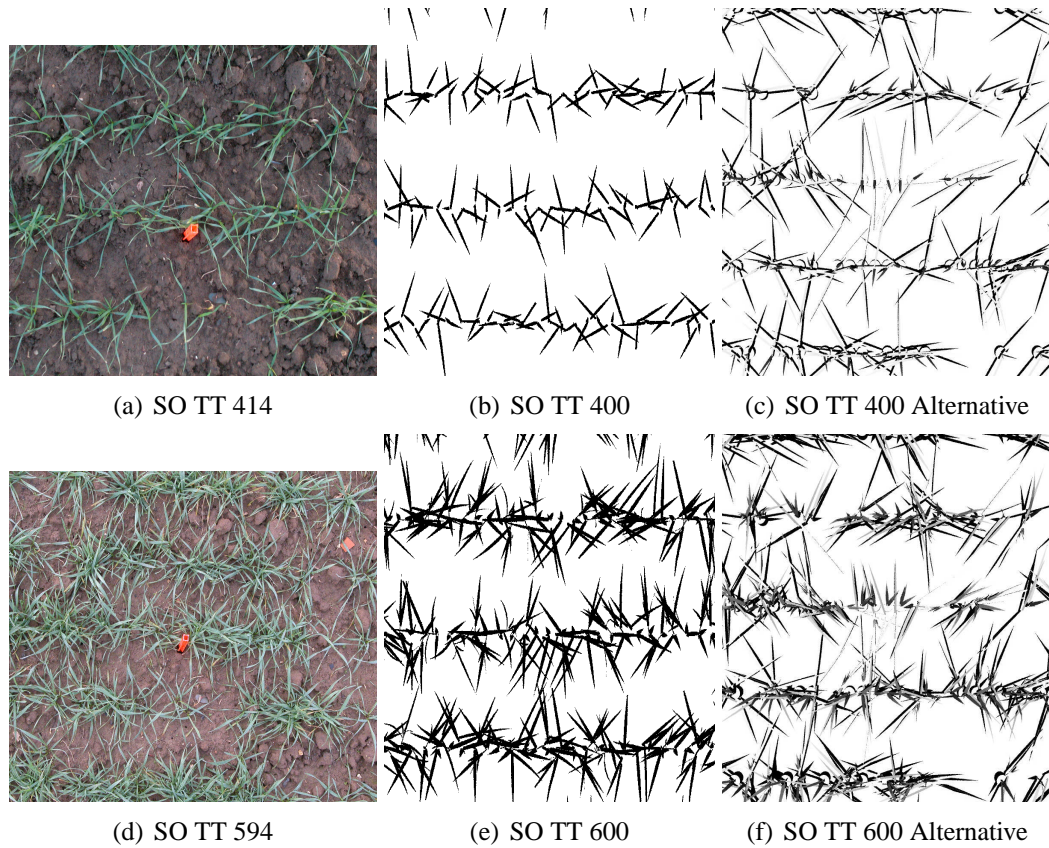 (a) SO TT 414
(b) SO TT 400
(c) SO TT 400 Alternative
(d) SO TT 594
(e) SO TT 600
(f) SO TT 600 Alternative